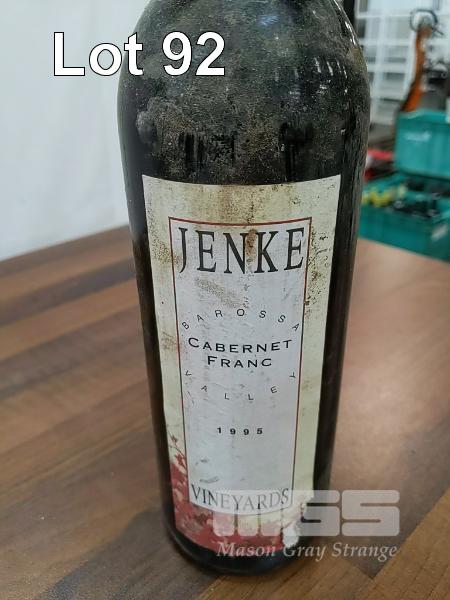 Lot 92
JENKE
BAROSSA
CABERNET
FRANC
VALLEY
1995
VINEYARDS
MGS
Mason Gray Strange